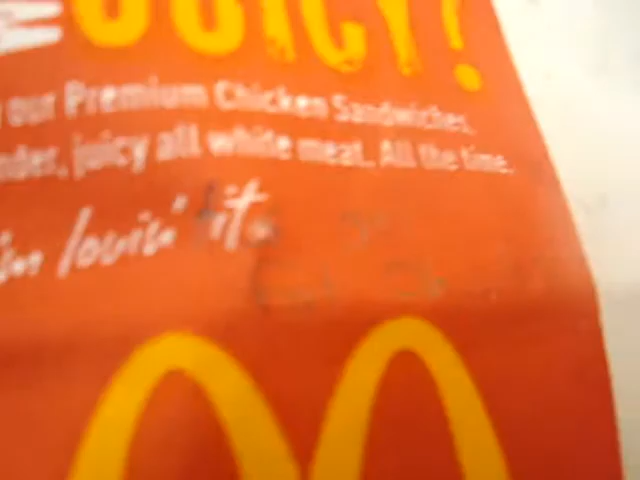 JUICY!
our Premium Chicken Sandwiches.
juicy all white meat. All the time.
lovin' it